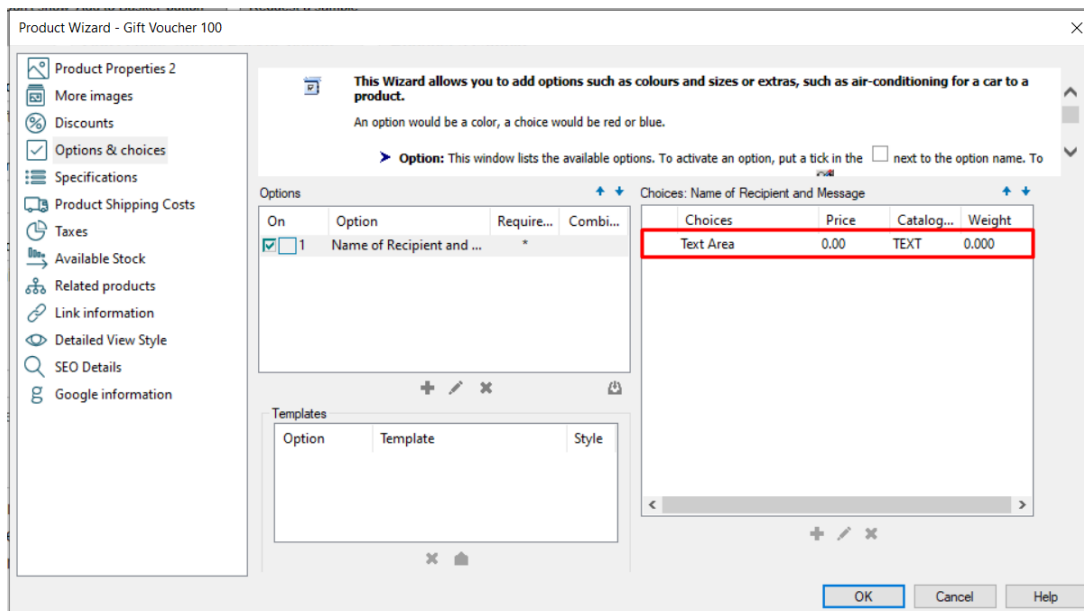 Product Wizard - Gift Voucher 100
Product Properties 2
More images
Discounts
Options & choices
Specifications
Product Shipping Costs
Taxes
Available Stock
Related products
Link information
Detailed View Style
SEO Details
Google information
This Wizard allows you to add options such as colours and sizes or extras, such as air-conditioning for a car to a
product.
An option would be a color, a choice would be red or blue.
Option: This window lists the available options. To activate an option, put a tick in the next to the option name. To
Options
On Option Require... Combi...
1 Name of Recipient and ... *
Templates
Option Template Style
Choices: Name of Recipient and Message
Choices Price Catalog... Weight
Text Area 0.00 TEXT 0.000
OK Cancel Help